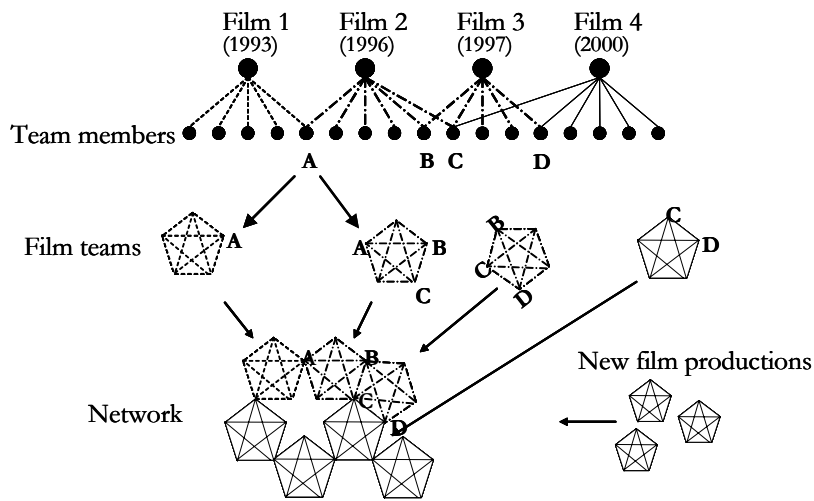 Film 1 Film 2 Film 3 Film 4
(1993) (1996) (1997) (2000)
Team members
A B C D
Film teams
A
A B C
B C D
C D
New film productions
Network
A B C D